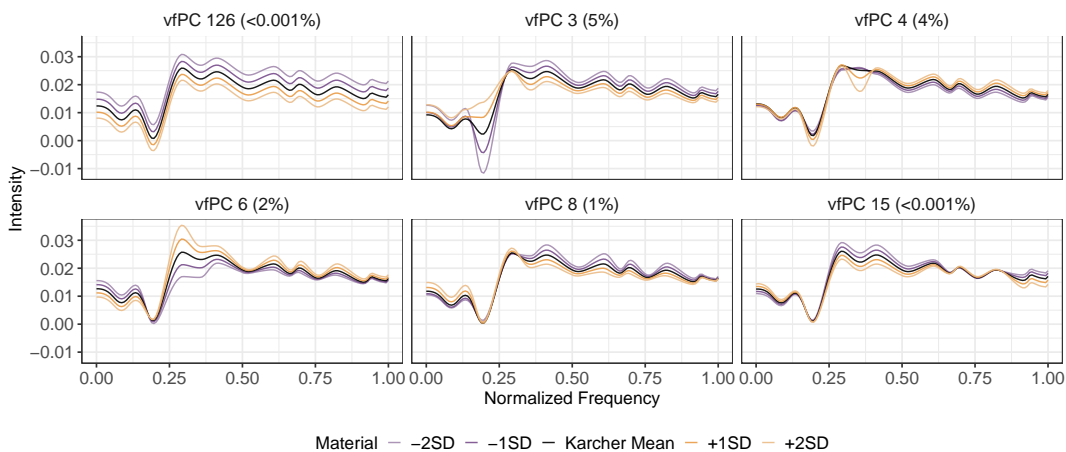 vfPC 126 (<0.001%) vfPC 3 (5%) vfPC 4 (4%)
0.03
0.02
0.01
0.00
−0.01
Intensity
vfPC 6 (2%) vfPC 8 (1%) vfPC 15 (<0.001%)
0.03
0.02
0.01
0.00
−0.01
0.00 0.25 0.50 0.75 1.00 0.00 0.25 0.50 0.75 1.00 0.00 0.25 0.50 0.75 1.00
Normalized Frequency
Material −2SD −1SD Karcher Mean +1SD +2SD